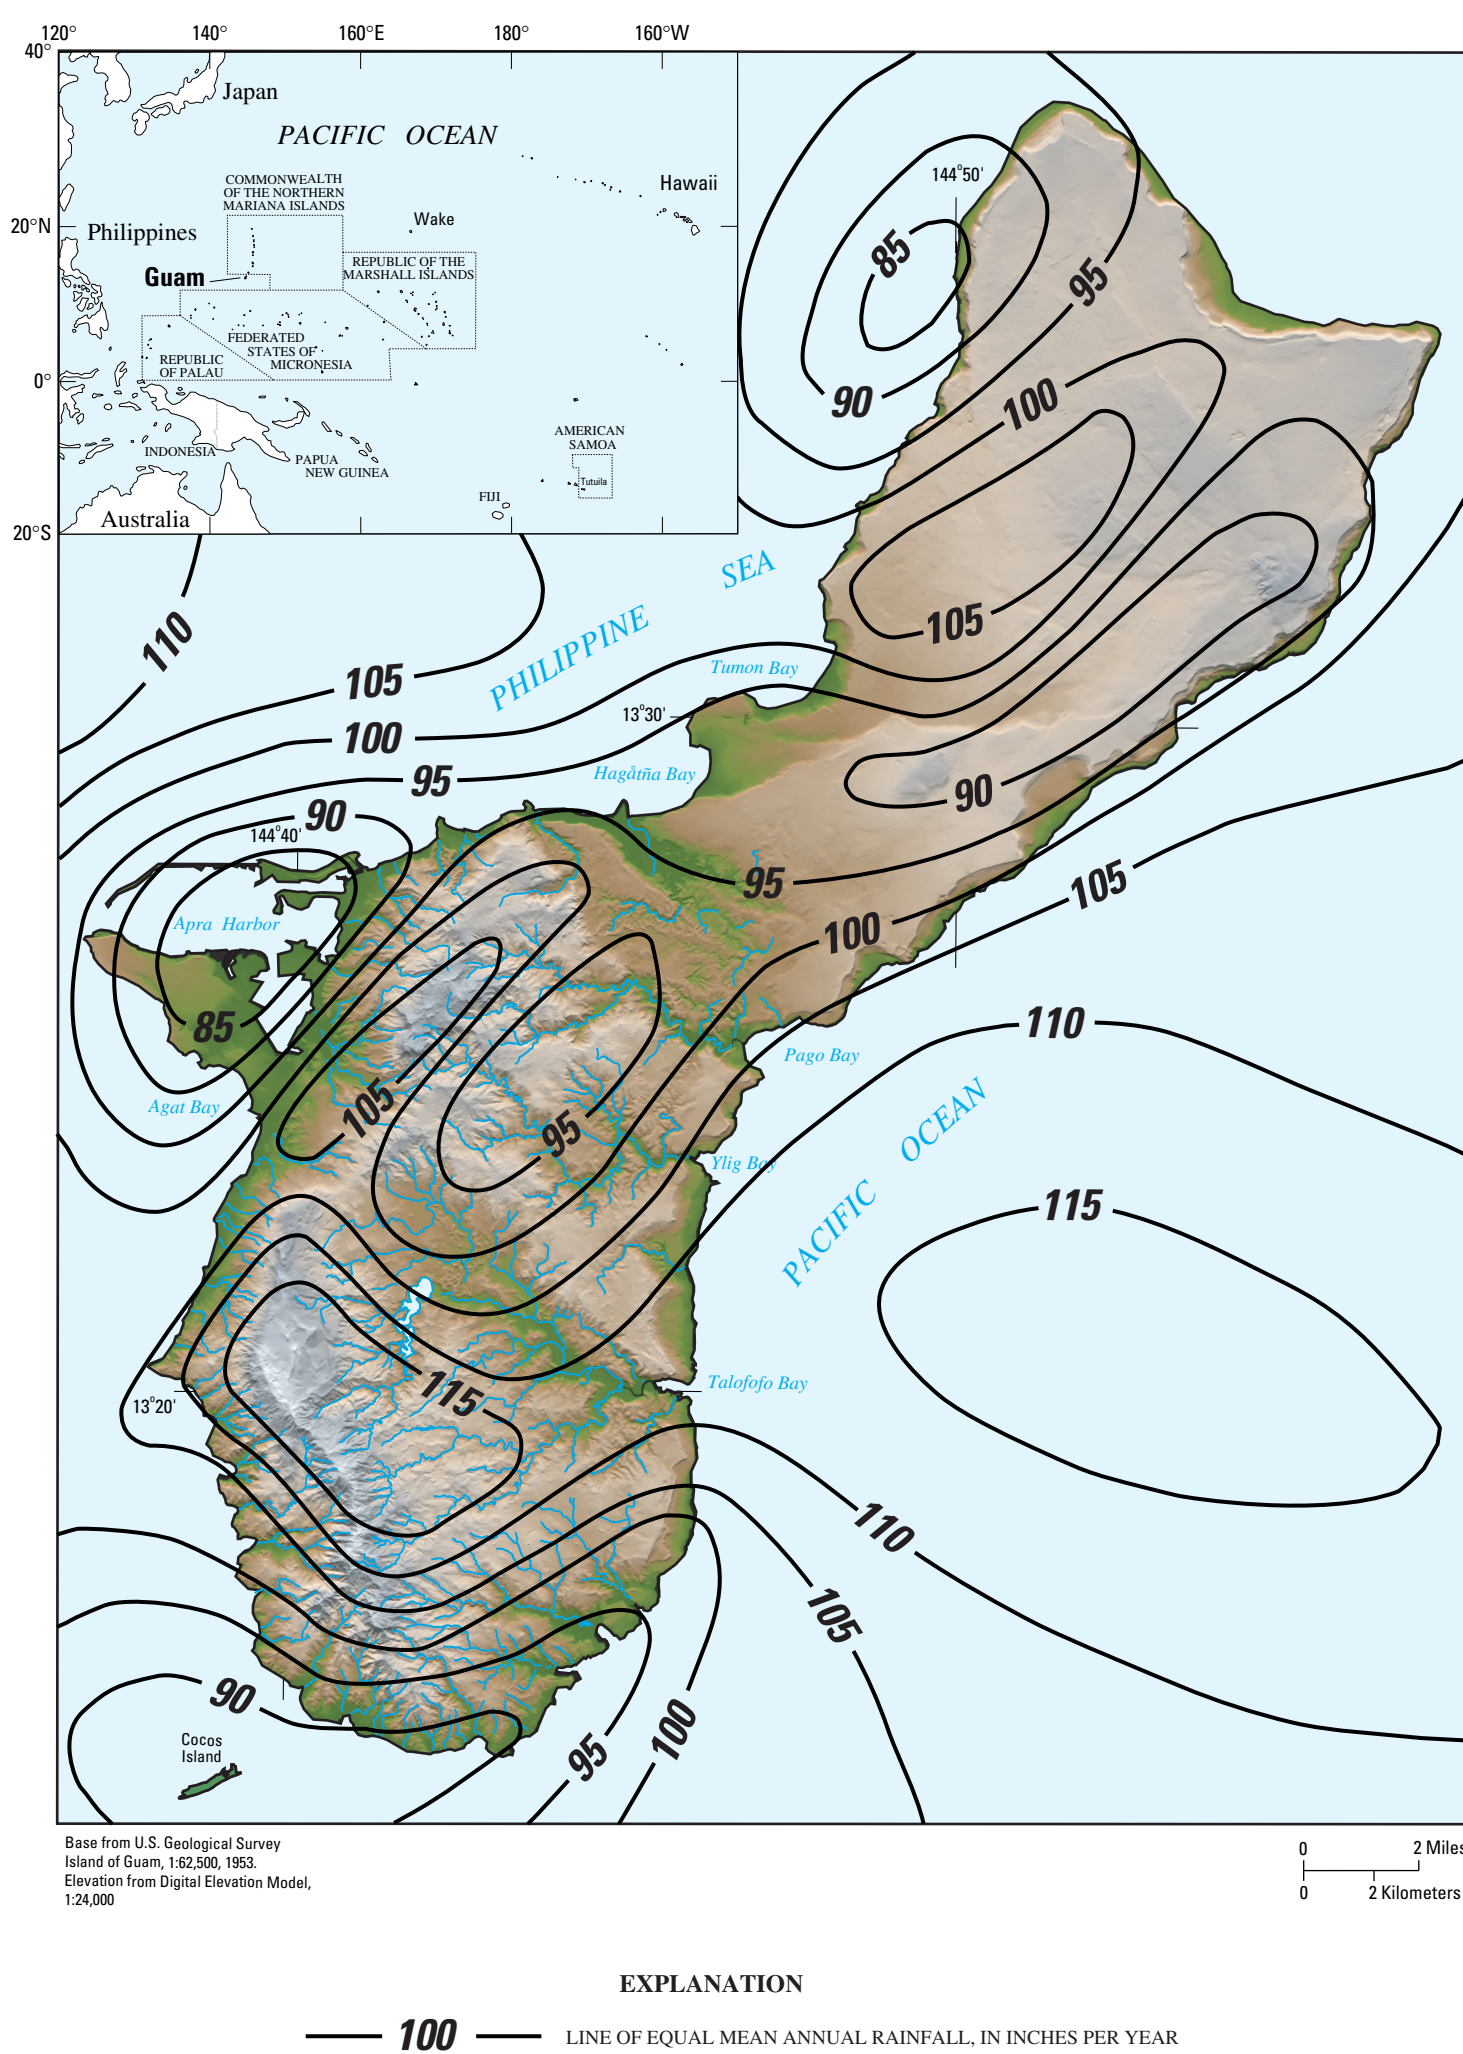 120°
140°
160°E
180°
160°W
40°
20°N
0°
20°S
Japan
PACIFIC OCEAN
COMMONWEALTH
OF THE NORTHERN
MARIANA ISLANDS
Hawaii
Wake
Philippines
Guam
REPUBLIC OF THE
MARSHALL ISLANDS
FEDERATED
STATES OF
MICRONESIA
REPUBLIC
OF PALAU
INDONESIA
PAPUA
NEW GUINEA
AMERICAN
SAMOA
Tutuila
FIJI
Australia
144°50'
85
95
90
100
105
PHILIPPINE SEA
110
105
100
95
90
Tumon Bay
13°30'
Hagåtña Bay
144°40'
90
95
105
100
Apra Harbor
85
Agat Bay
105
95
110
Pago Bay
Ylig Bay
PACIFIC OCEAN
115
115
Talofofo Bay
13°20'
110
105
100
95
90
Cocos
Island
Base from U.S. Geological Survey
Island of Guam, 1:62,500, 1953.
Elevation from Digital Elevation Model,
1:24,000
0
2 Miles
0
2 Kilometers
EXPLANATION
100
LINE OF EQUAL MEAN ANNUAL RAINFALL, IN INCHES PER YEAR